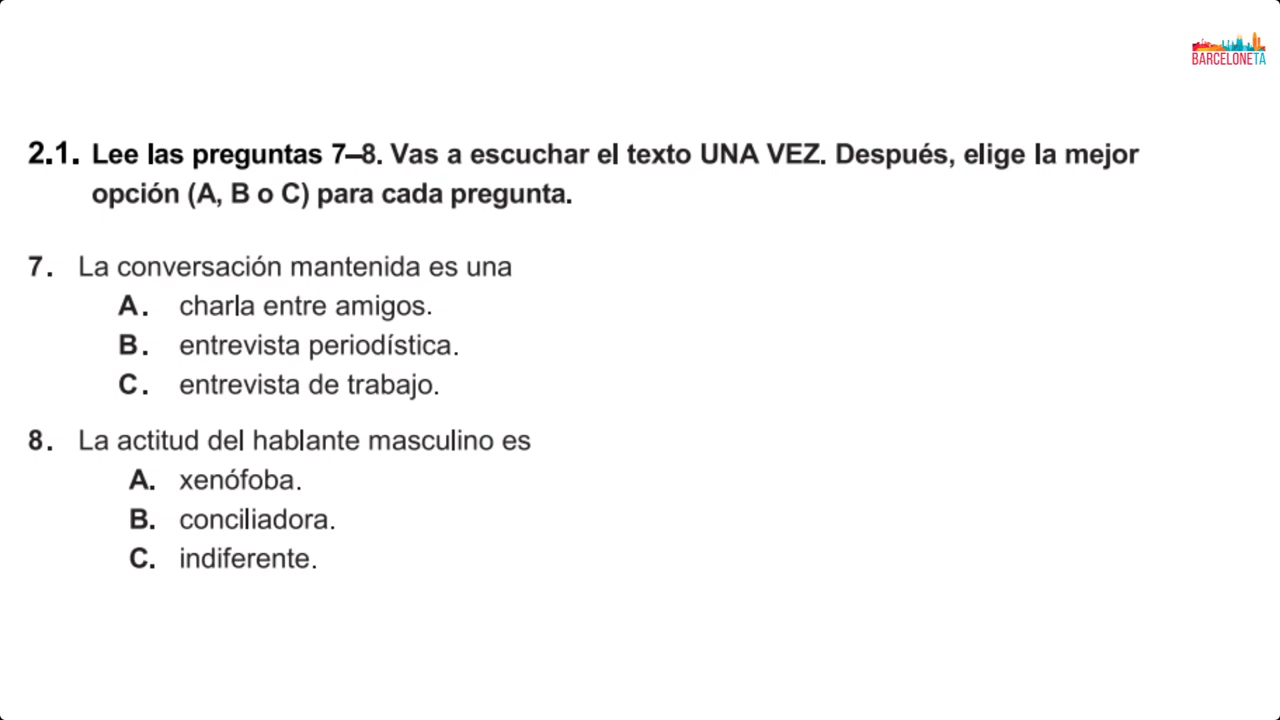 BARCELONETA
2.1. Lee las preguntas 7–8. Vas a escuchar el texto UNA VEZ. Después, elige la mejor
opción (A, B o C) para cada pregunta.
7. La conversación mantenida es una
A. charla entre amigos.
B. entrevista periodística.
C. entrevista de trabajo.
8. La actitud del hablante masculino es
A. xenófoba.
B. conciliadora.
C. indiferente.